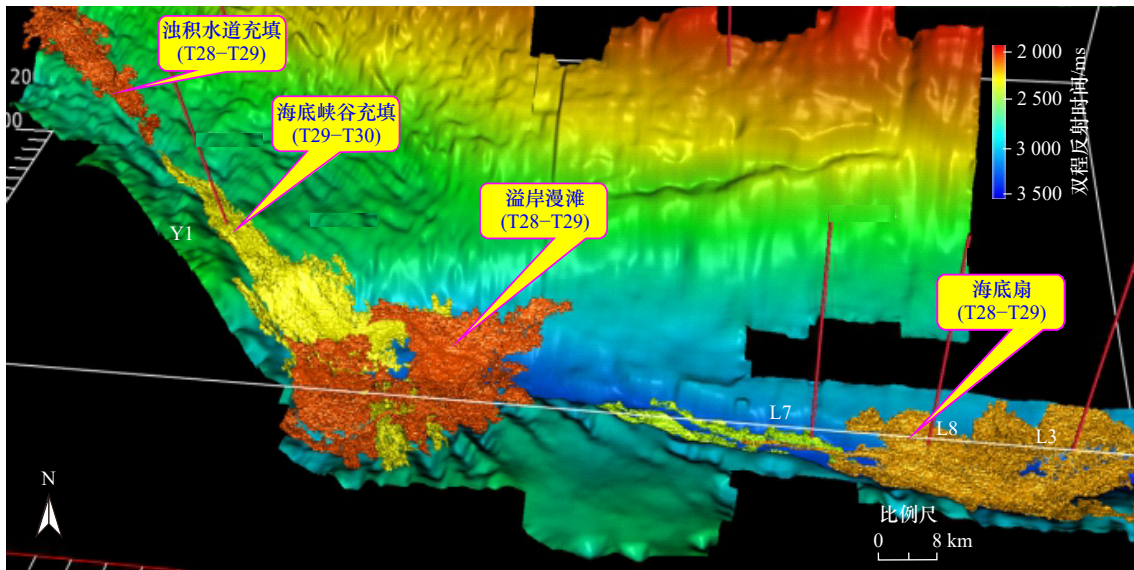 浊积水道充填
(T28−T29)
海底峡谷充填
(T29−T30)
溢岸漫滩
(T28−T29)
海底扇
(T28−T29)
2 000
2 500
3 000
3 500
双程反射时间/ms
20
00
Y1
L7
L8
L3
N
比例尺
0 8 km